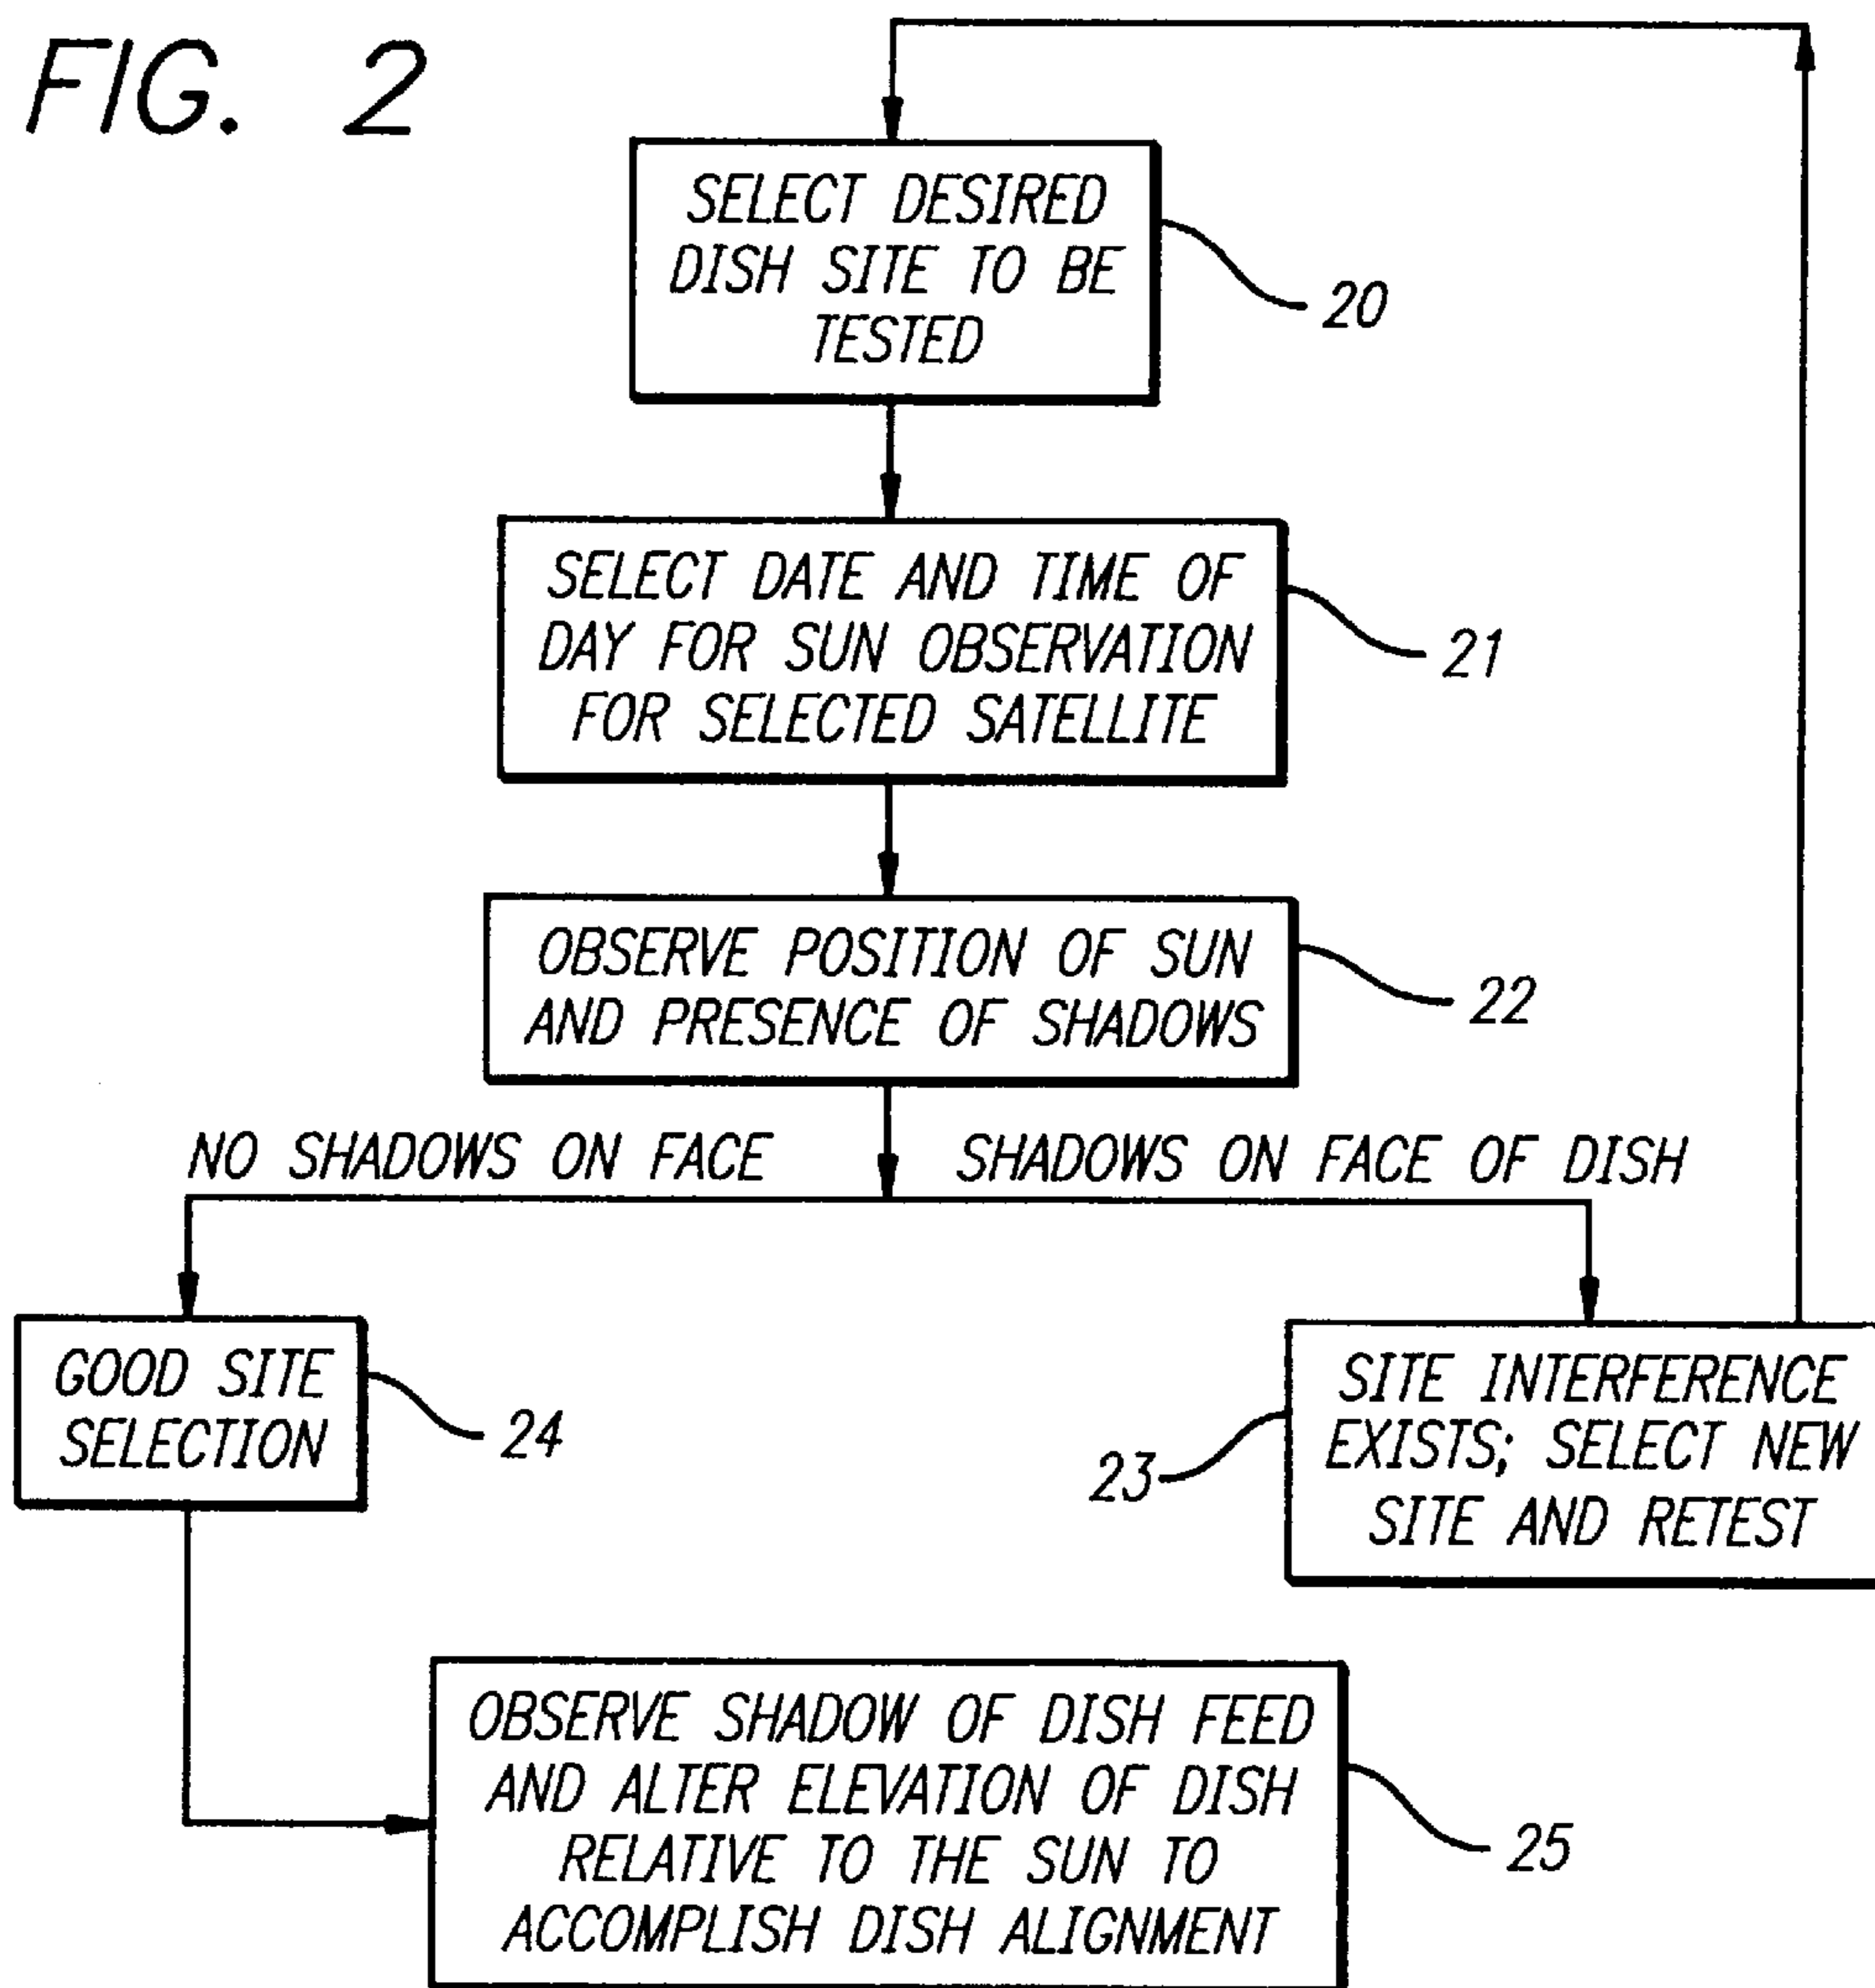 FIG. 2
SELECT DESIRED
DISH SITE TO BE
TESTED
20
SELECT DATE AND TIME OF
DAY FOR SUN OBSERVATION
FOR SELECTED SATELLITE
21
OBSERVE POSITION OF SUN
AND PRESENCE OF SHADOWS
22
NO SHADOWS ON FACE
SHADOWS ON FACE OF DISH
GOOD SITE
SELECTION
24
SITE INTERFERENCE
EXISTS; SELECT NEW
SITE AND RETEST
23
OBSERVE SHADOW OF DISH FEED
AND ALTER ELEVATION OF DISH
RELATIVE TO THE SUN TO
ACCOMPLISH DISH ALIGNMENT
25